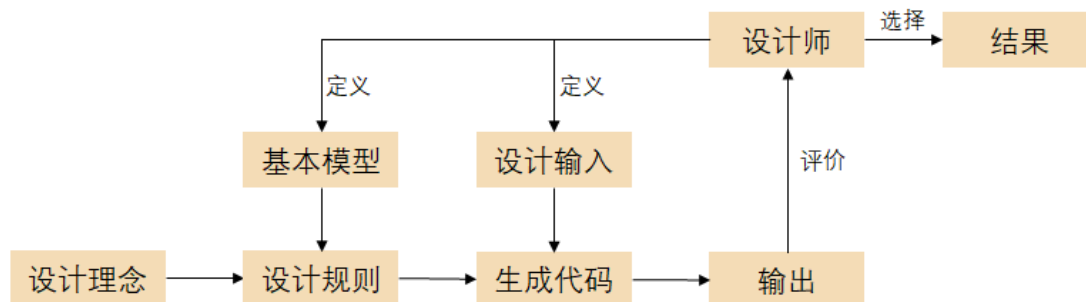 设计师
选择
结果
定义
定义
基本模型
设计输入
评价
设计理念
设计规则
生成代码
输出